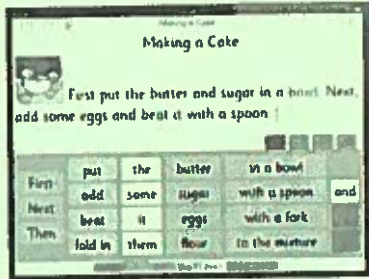 Making a Cake
Making a Cake
First put the butter and sugar in a bowl. Next,
add some eggs and beat it with a spoon
First
Next
Then
put the butter in a bowl
add some sugar with a spoon and
beat it eggs with a fork
fold in them flour to the mixture